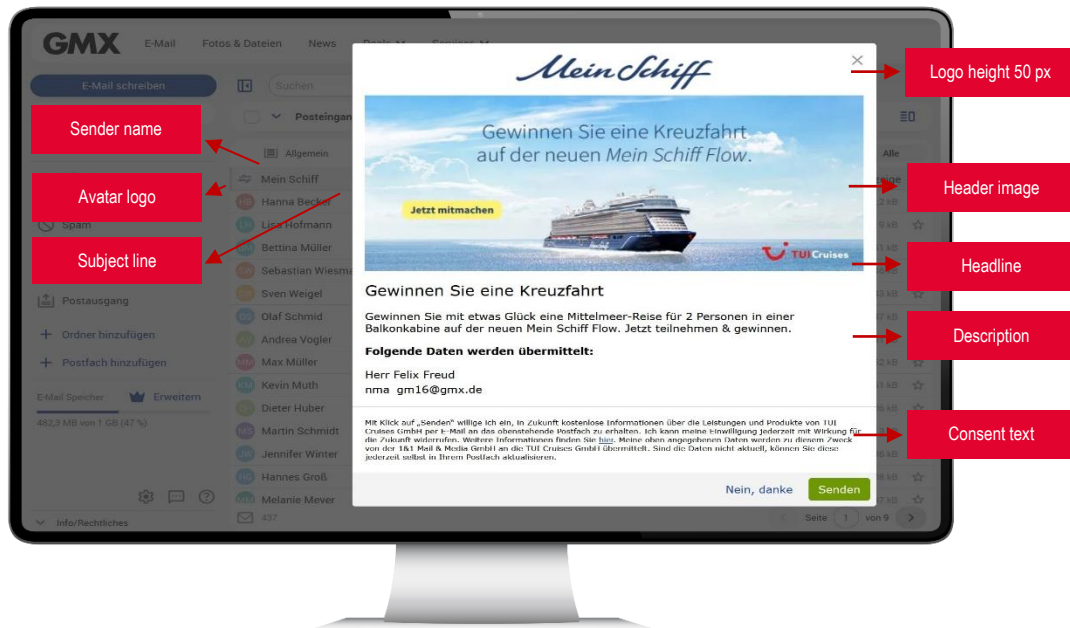 GMX
E-Mail
Fotos & Dateien
News
E-Mail schreiben
Suchen
Posteingan
Allgemein
Alle
Sender name
Avatar logo
Subject line
Mein Schiff
Hanna Becker
Lisa Hofmann
Bettina Müller
Sebastian Wiesma
Sven Weigel
Olaf Schmid
Andrea Vogler
Max Müller
Kevin Muth
Dieter Huber
Martin Schmidt
Jennifer Winter
Hannes Groß
Melanie Meyer
437
Spam
Postausgang
Ordner hinzufügen
Postfach hinzufügen
E-Mail Speicher
Erweitern
482,3 MB von 1 GB (47 %)
Info/Rechtliches
Mein Schiff
Gewinnen Sie eine Kreuzfahrt
auf der neuen Mein Schiff Flow.
Jetzt mitmachen
TUI Cruises
Gewinnen Sie eine Kreuzfahrt
Gewinnen Sie mit etwas Glück eine Mittelmeer-Reise für 2 Personen in einer
Balkonkabine auf der neuen Mein Schiff Flow. Jetzt teilnehmen & gewinnen.
Folgende Daten werden übermittelt:
Herr Felix Freud
nma gm16@gmx.de
Mit Klick auf „Senden" willige ich ein, in Zukunft kostenlose Informationen über die Leistungen und Produkte von TUI
Cruises GmbH per E-Mail an das obenstehende Postfach zu erhalten. Ich kann meine Einwilligung jederzeit mit Wirkung für
die Zukunft widerrufen. Weitere Informationen finden Sie hier. Meine oben angegebenen Daten werden zu diesem Zweck
von der 1&1 Mail & Media GmbH an die TUI Cruises GmbH übermittelt. Sind die Daten nicht aktuell, können Sie diese
jederzeit selbst in Ihrem Postfach aktualisieren.
Nein, danke
Senden
Seite 1 von 9
Logo height 50 px
Header image
Headline
Description
Consent text